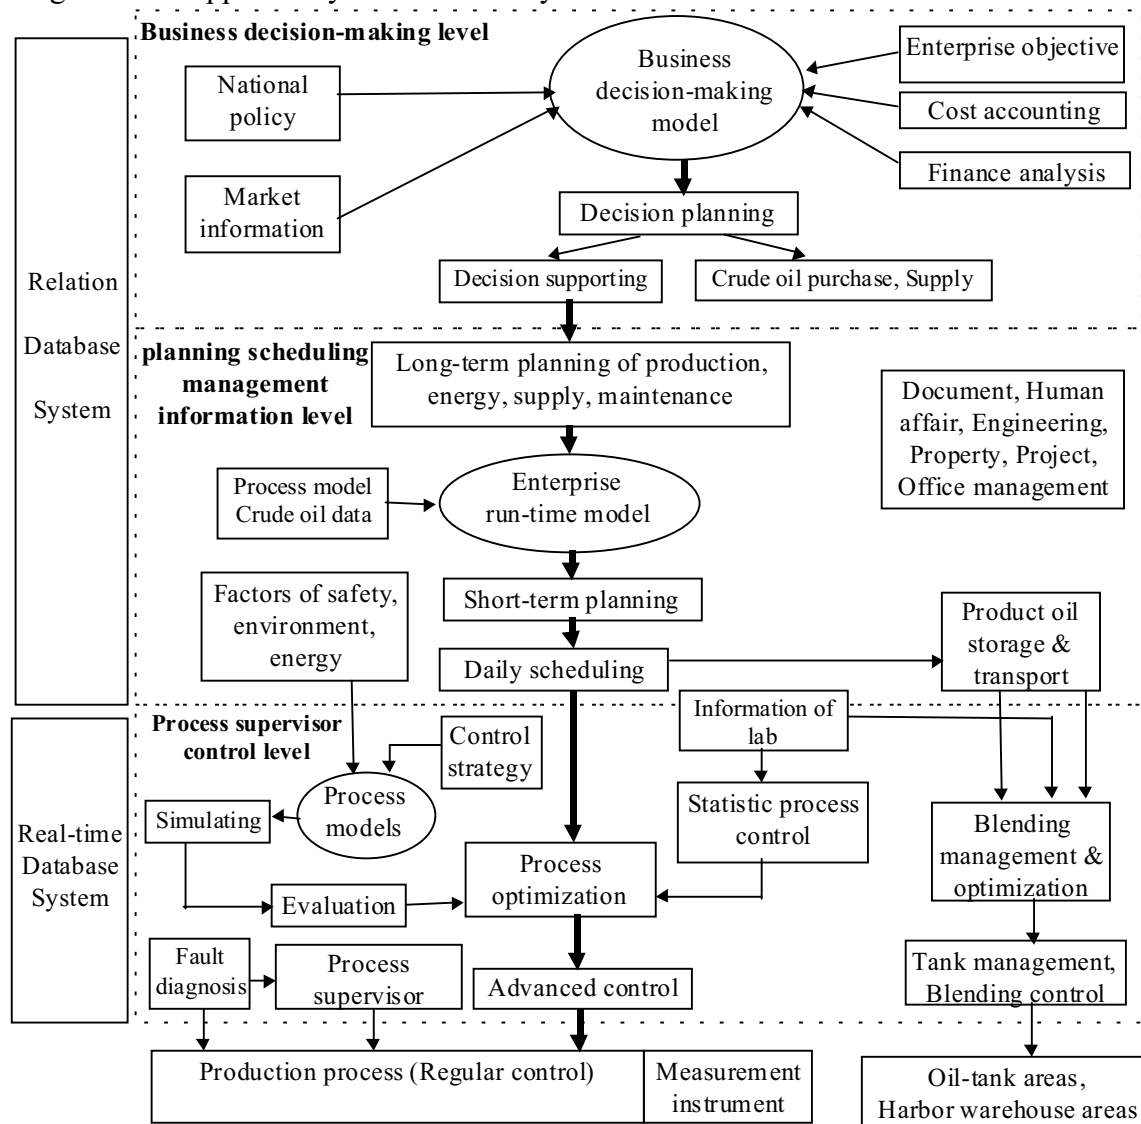 Business decision-making level
Business
decision-making
model
Enterprise objective
National
policy
Cost accounting
Finance analysis
Market
information
Decision planning
Decision supporting
Crude oil purchase, Supply
Relation
Database
System
planning scheduling
management
information level
Long-term planning of production,
energy, supply, maintenance
Document, Human
affair, Engineering,
Property, Project,
Office management
Process model
Crude oil data
Enterprise
run-time model
Factors of safety,
environment,
energy
Short-term planning
Product oil
storage &
transport
Daily scheduling
Process supervisor
control level
Control
strategy
Information of
lab
Real-time
Database
System
Simulating
Process
models
Statistic process
control
Blending
management &
optimization
Process
optimization
Evaluation
Fault
diagnosis
Process
supervisor
Advanced control
Tank management,
Blending control
Production process (Regular control)
Measurement
instrument
Oil-tank areas,
Harbor warehouse areas